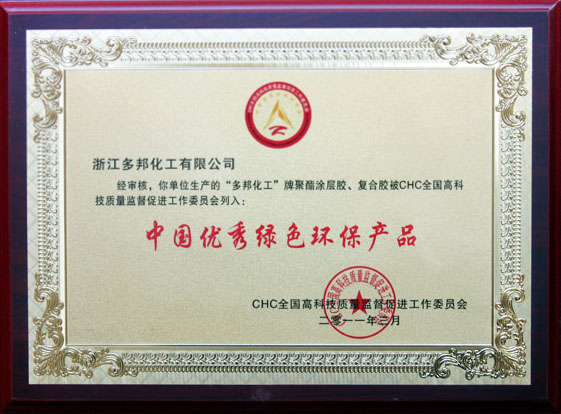 浙江多邦化工有限公司
经审核，你单位生产的“多邦化工”牌聚酯涂层胶、复合胶被CHC全国高科
技质量监督促进工作委员会列入：
中国优秀绿色环保产品
CHC全国高科技质量监督促进工作委员会
二零一一年三月